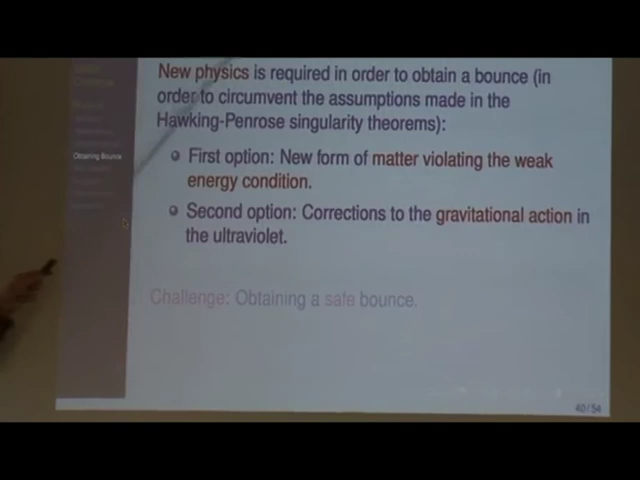 New physics is required in order to obtain a bounce (in
order to circumvent the assumptions made in the
Hawking-Penrose singularity theorems):
First option: New form of matter violating the weak
energy condition.
Obtaining Bounce
Second option: Corrections to the gravitational action in
the ultraviolet.
Challenge: Obtaining a safe bounce.
40/54